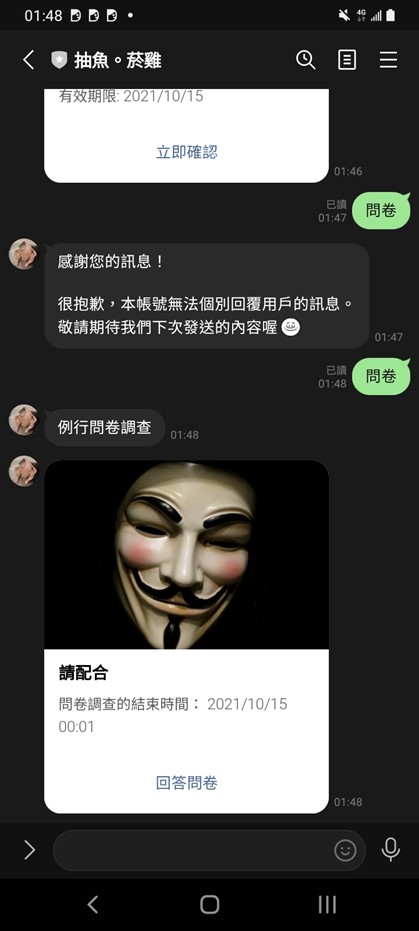 01:48
4G
抽魚。菸雞
有效期限: 2021/10/15
立即確認
01:46
已讀
01:47
問卷
感謝您的訊息！
很抱歉，本帳號無法個別回覆用戶的訊息。
敬請期待我們下次發送的內容喔
01:47
已讀
01:48
問卷
例行問卷調查
01:48
請配合
問卷調查的結束時間： 2021/10/15
00:01
回答問卷
01:48